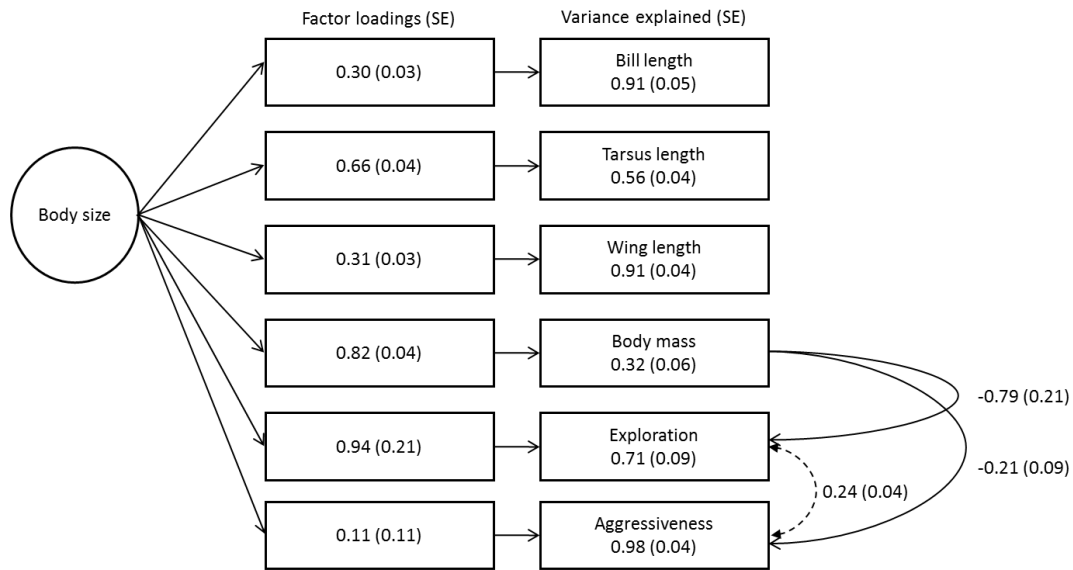 Factor loadings (SE)
Variance explained (SE)
Body size
0.30 (0.03)
Bill length
0.91 (0.05)
0.66 (0.04)
Tarsus length
0.56 (0.04)
0.31 (0.03)
Wing length
0.91 (0.04)
0.82 (0.04)
Body mass
0.32 (0.06)
0.94 (0.21)
Exploration
0.71 (0.09)
0.11 (0.11)
Aggressiveness
0.98 (0.04)
-0.79 (0.21)
-0.21 (0.09)
0.24 (0.04)